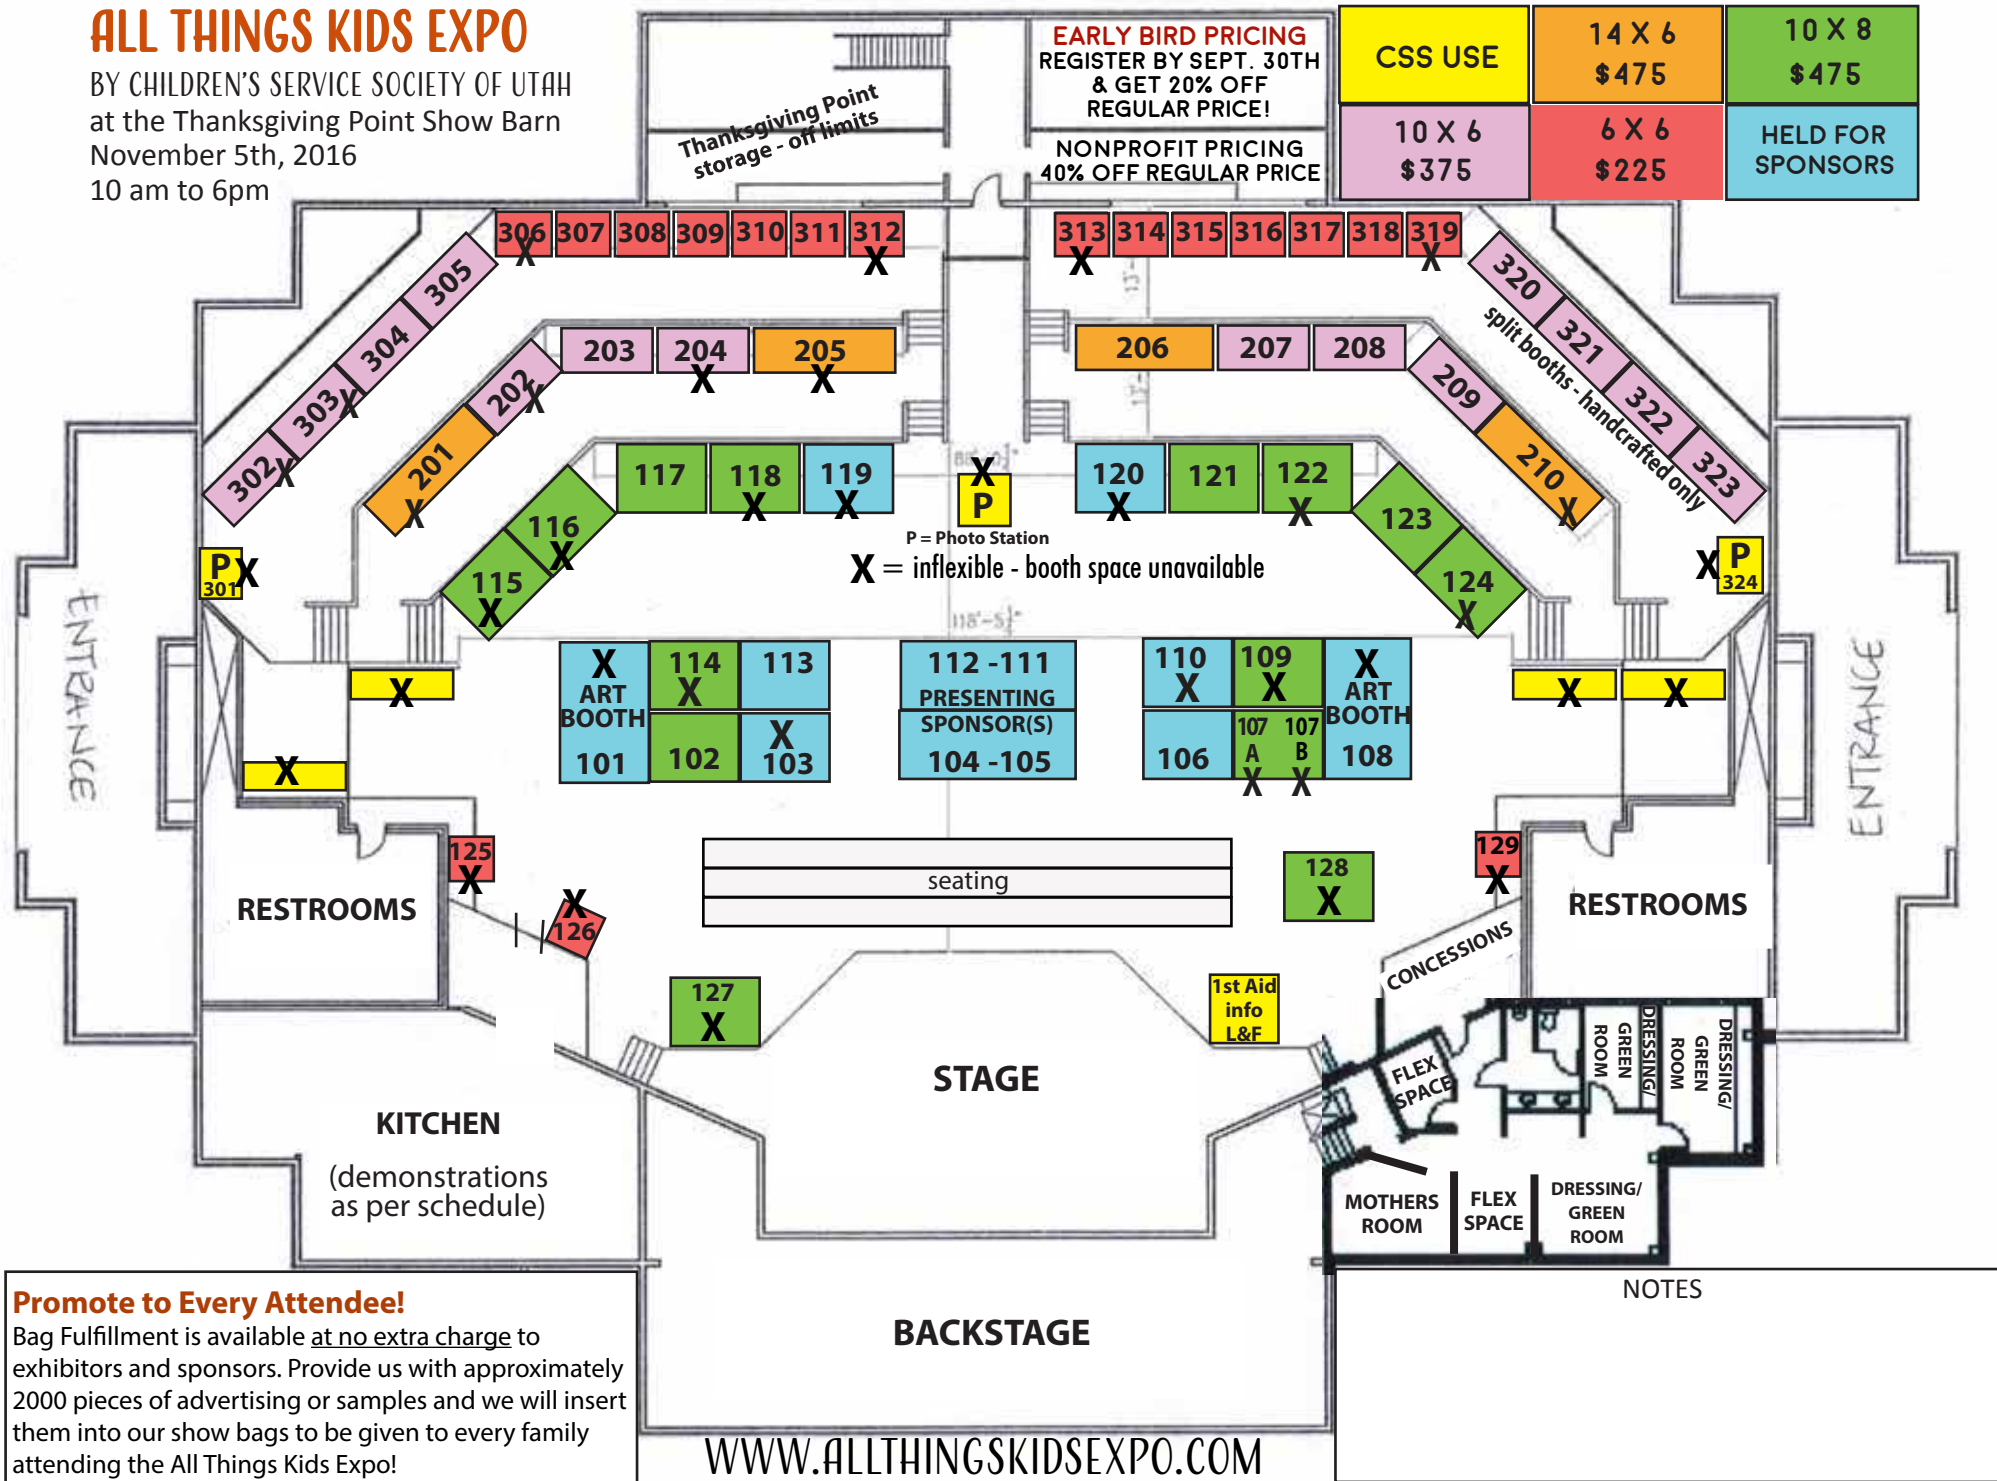 ALL THINGS KIDS EXPO
BY CHILDREN'S SERVICE SOCIETY OF UTAH
at the Thanksgiving Point Show Barn
November 5th, 2016
10 am to 6pm
Thanksgiving Point
storage - off limits
EARLY BIRD PRICING
REGISTER BY SEPT. 30TH
& GET 20% OFF
REGULAR PRICE!
NONPROFIT PRICING
40% OFF REGULAR PRICE
CSS USE
14 X 6
$475
10 X 8
$475
10 X 6
$375
6 X 6
$225
HELD FOR
SPONSORS
306 X
307
308
309
310
311
312 X
313 X
314
315
316
317
318
319 X
305
304
303 X
302 X
320
321
322
323
split booths - handcrafted only
201 X
202 X
203
204 X
205 X
206
207
208
209
210 X
115 X
116 X
117
118 X
119 X
88'-0½"
X
P
P = Photo Station
X = inflexible - booth space unavailable
120 X
121
122 X
123
124 X
P X
301
X P
324
118'-5½"
ENTRANCE
ENTRANCE
X
X
X
X
X
ART
BOOTH
101
114
X
113
102
X
103
112 -111
PRESENTING
SPONSOR(S)
104 -105
110
X
109
X
X
ART
BOOTH
108
106
107
A
X
107
B
X
125
X
X
126
seating
128
X
129
X
RESTROOMS
RESTROOMS
CONCESSIONS
127
X
1st Aid
info
L&F
STAGE
KITCHEN
(demonstrations
as per schedule)
FLEX
SPACE
DRESSING/
GREEN
ROOM
DRESSING/
GREEN
ROOM
MOTHERS
ROOM
FLEX
SPACE
DRESSING/
GREEN
ROOM
BACKSTAGE
Promote to Every Attendee!
Bag Fulfillment is available at no extra charge to
exhibitors and sponsors. Provide us with approximately
2000 pieces of advertising or samples and we will insert
them into our show bags to be given to every family
attending the All Things Kids Expo!
WWW.ALLTHINGSKIDSEXPO.COM
NOTES